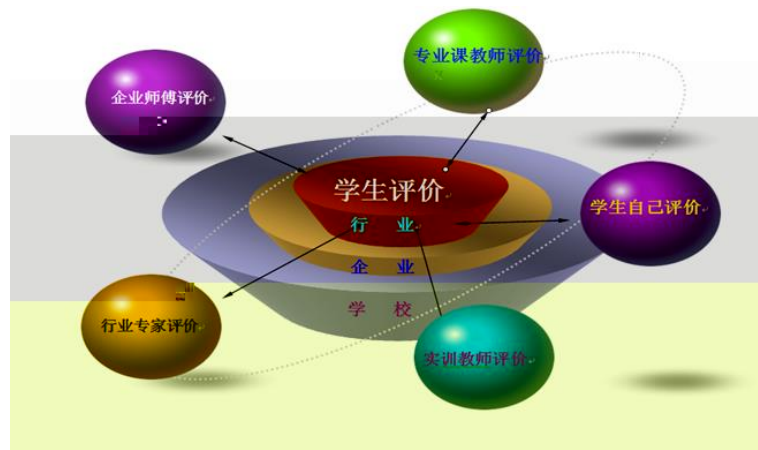 专业课教师评价
企业师傅评价
学生评价
学生自己评价
行 业
企 业
学 校
行业专家评价
实训教师评价